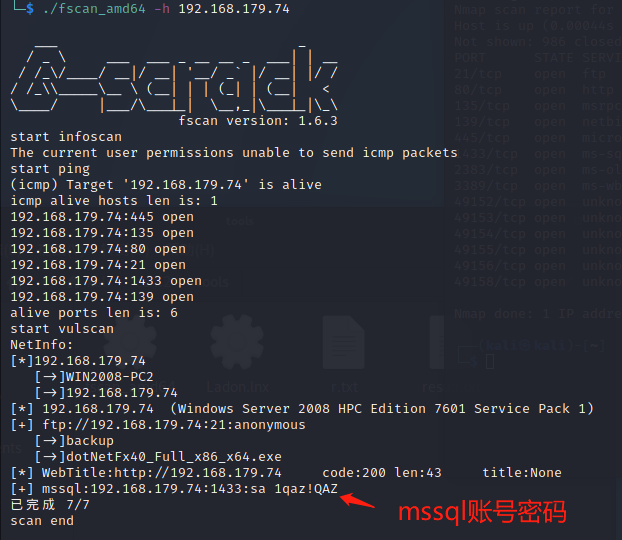 └─$ ./fscan_amd64 -h 192.168.179.74
fscan version: 1.6.3
start infoscan
The current user permissions unable to send icmp packets
start ping
(icmp) Target '192.168.179.74' is alive
icmp alive hosts len is: 1
192.168.179.74:445 open
192.168.179.74:135 open
192.168.179.74:80 open
192.168.179.74:21 open
192.168.179.74:1433 open
192.168.179.74:139 open
alive ports len is: 6
start vulscan
NetInfo:
[*]192.168.179.74
[->]WIN2008-PC2
[->]192.168.179.74
[*] 192.168.179.74 (Windows Server 2008 HPC Edition 7601 Service Pack 1)
[+] ftp://192.168.179.74:21:anonymous
[->]backup
[->]dotNetFx40_Full_x86_x64.exe
[*] WebTitle:http://192.168.179.74 code:200 len:43 title:None
[+] mssql:192.168.179.74:1433:sa 1qaz!QAZ
mssql账号密码
已完成 7/7
scan end